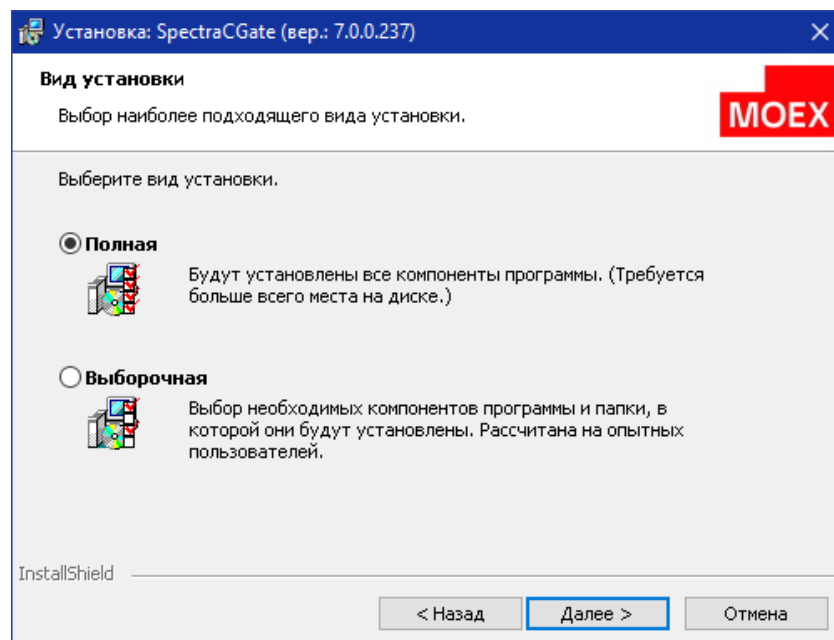 Установка: SpectraCGate (вер.: 7.0.0.237)
Вид установки
Выбор наиболее подходящего вида установки.
MOEX
Выберите вид установки.
Полная
Будут установлены все компоненты программы. (Требуется
больше всего места на диске.)
Выборочная
Выбор необходимых компонентов программы и папки, в
которой они будут установлены. Рассчитана на опытных
пользователей.
InstallShield
< Назад Далее > Отмена